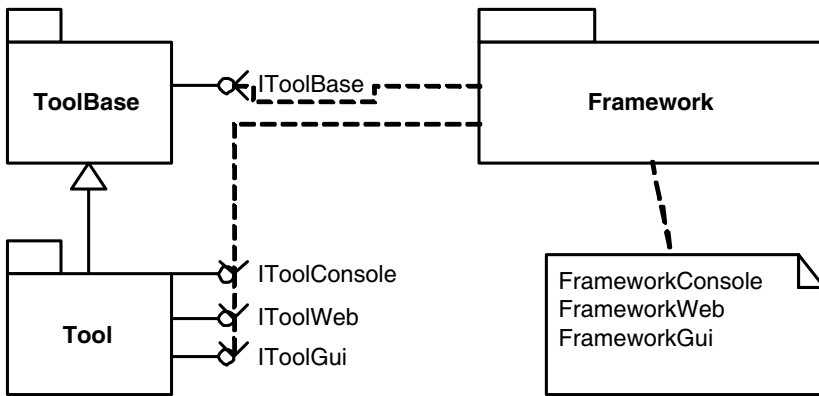 ToolBase
IToolBase
Framework
Tool
IToolConsole
IToolWeb
IToolGui
FrameworkConsole
FrameworkWeb
FrameworkGui